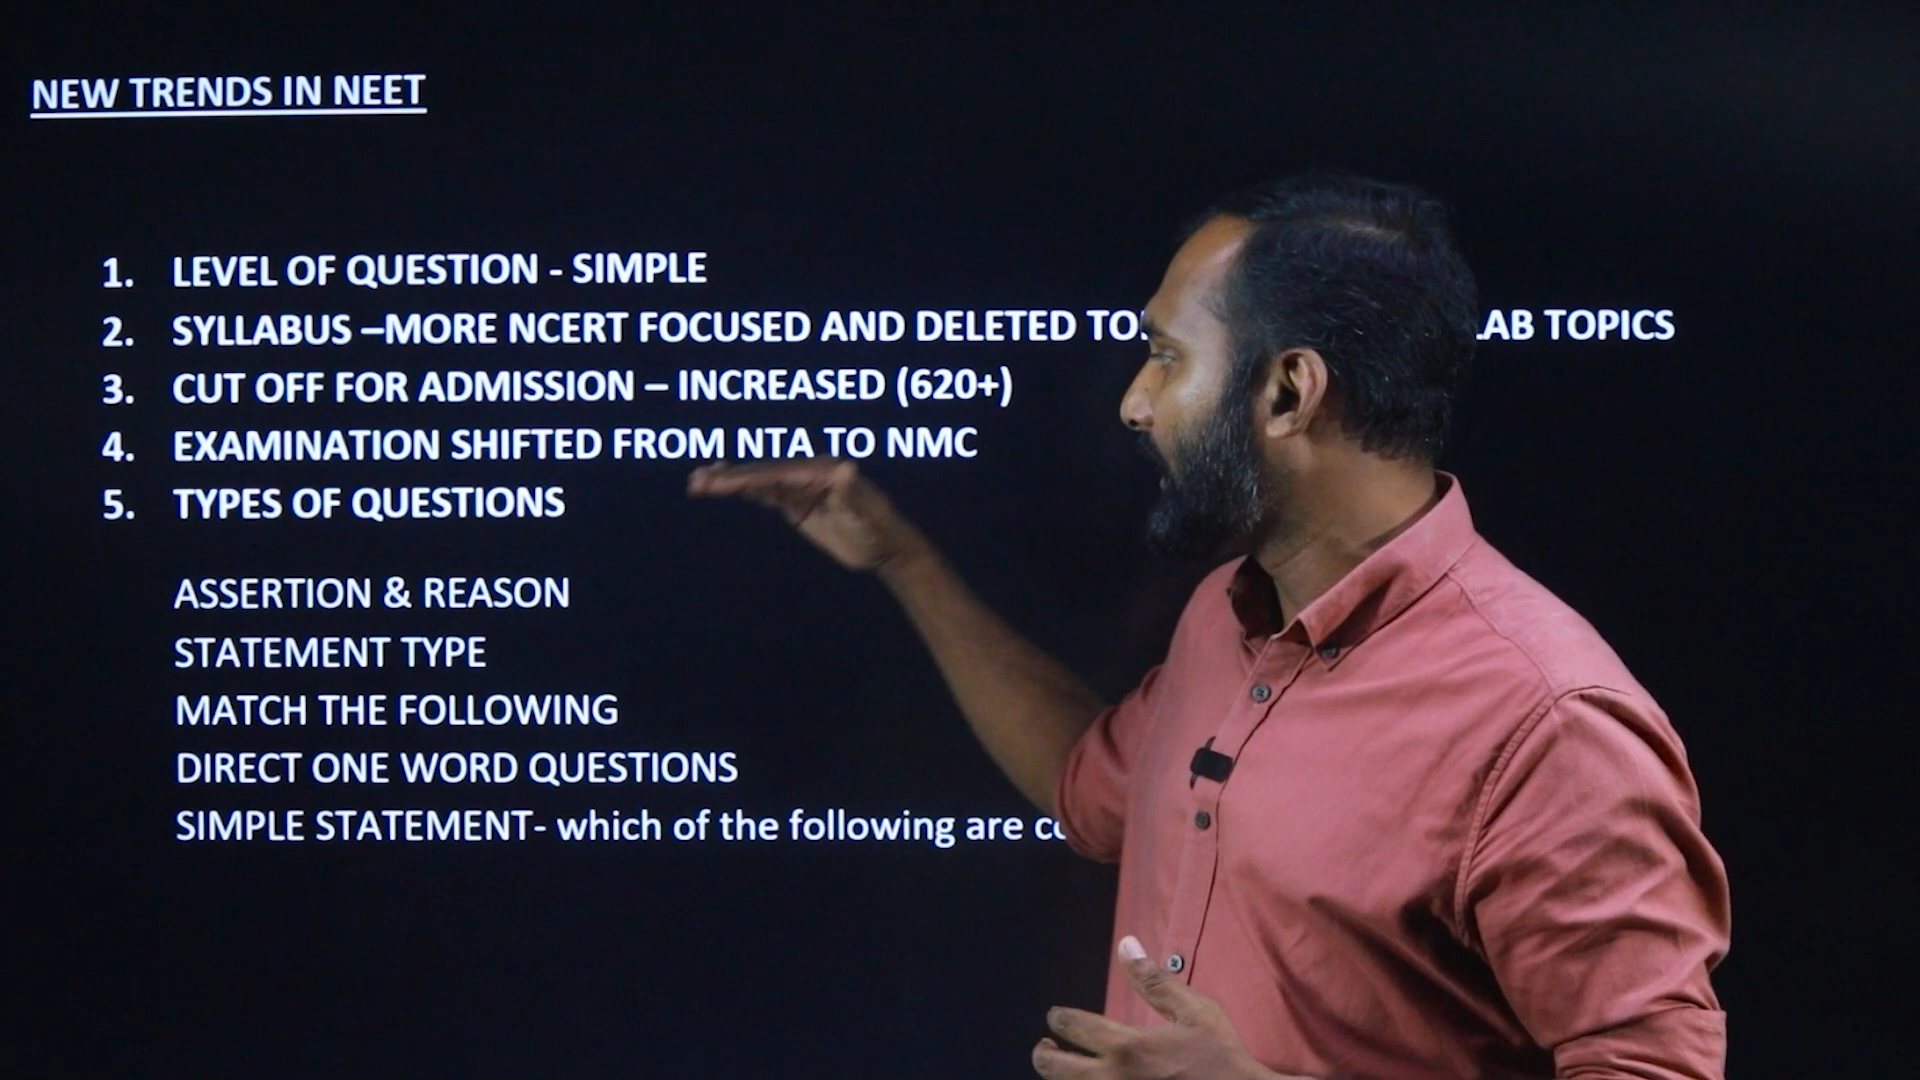 NEW TRENDS IN NEET
1. LEVEL OF QUESTION - SIMPLE
2. SYLLABUS –MORE NCERT FOCUSED AND DELETED LAB TOPICS
3. CUT OFF FOR ADMISSION – INCREASED (620+)
4. EXAMINATION SHIFTED FROM NTA TO NMC
5. TYPES OF QUESTIONS
ASSERTION & REASON
STATEMENT TYPE
MATCH THE FOLLOWING
DIRECT ONE WORD QUESTIONS
SIMPLE STATEMENT- which of the following are